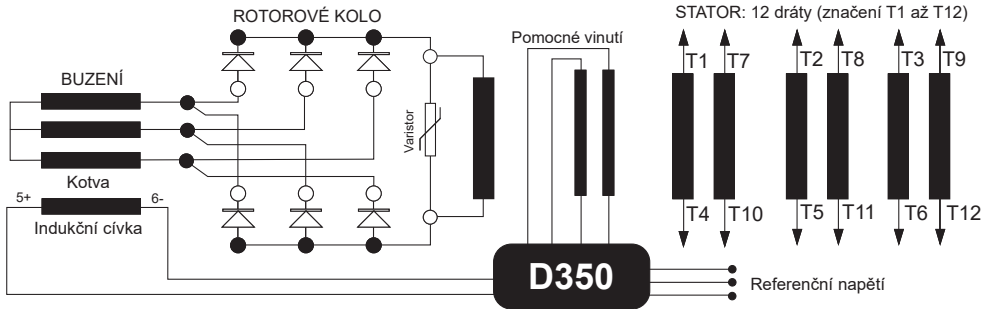 ROTOROVÉ KOLO
STATOR: 12 dráty (značení T1 až T12)
Pomocné vinutí
T1 T7 T2 T8 T3 T9
BUZENÍ
Varistor
Kotva
5+ 6-
Indukční cívka
T4 T10 T5 T11 T6 T12
D350
Referenční napětí